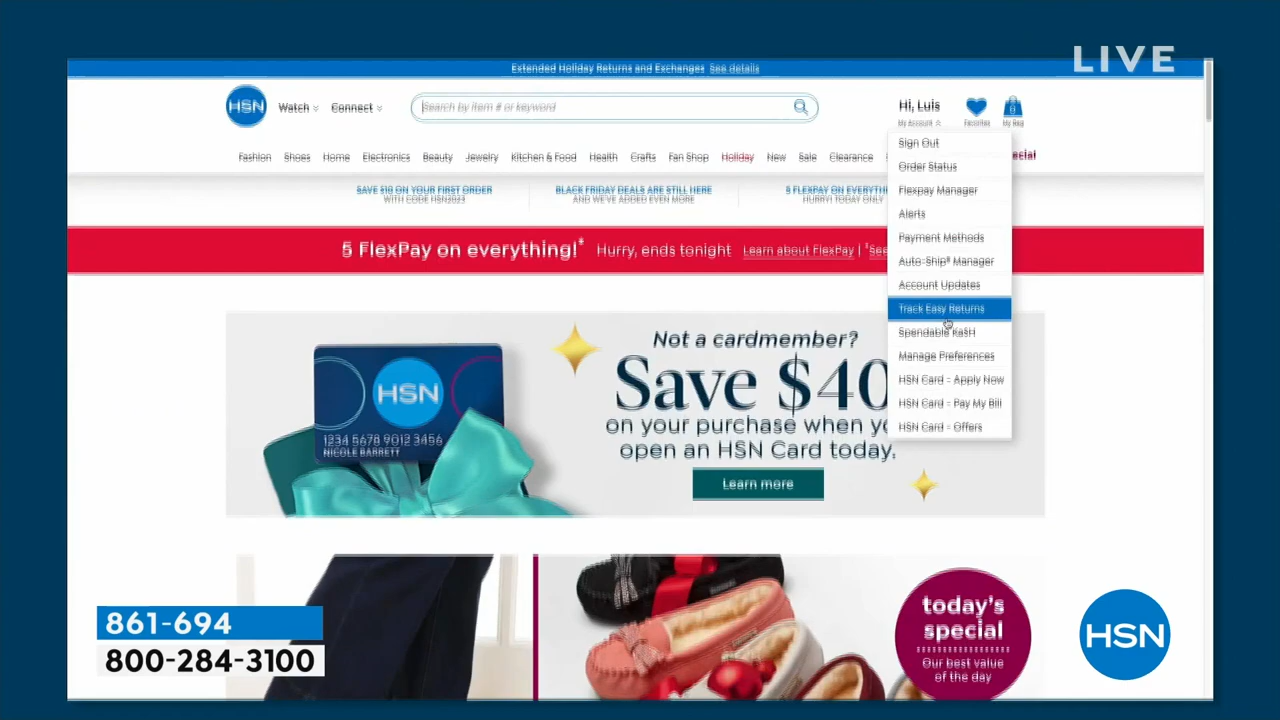 LIVE
Extended Holiday Returns and Exchanges See details
HSN
Watch
Connect
Search by item # or keyword
Hi, Luis
My Account
Favorites
My Bag
Fashion Shoes Home Electronics Beauty Jewelry Kitchen & Food Health Crafts Fan Shop Holiday New Sale Clearance
Sign Out
Order Status
Flexpay Manager
Alerts
Payment Methods
Auto-Ship® Manager
Account Updates
Track Easy Returns
Spendable Ka$H
Manage Preferences
HSN Card - Apply Now
HSN Card - Pay My Bill
HSN Card - Offers
SAVE $10 ON YOUR FIRST ORDER
WITH CODE HSN2023
BLACK FRIDAY DEALS ARE STILL HERE
AND WE'VE ADDED EVEN MORE
5 FLEXPAY ON EVERYTH
HURRY! TODAY ONLY
5 FlexPay on everything!* Hurry, ends tonight Learn about FlexPay | ‡See
Not a cardmember?
Save $40
on your purchase when yo
open an HSN Card today.
Learn more
HSN
1234 5678 9012 3456
NICOLE BARRETT
today's
special
Our best value
of the day
861-694
800-284-3100
HSN